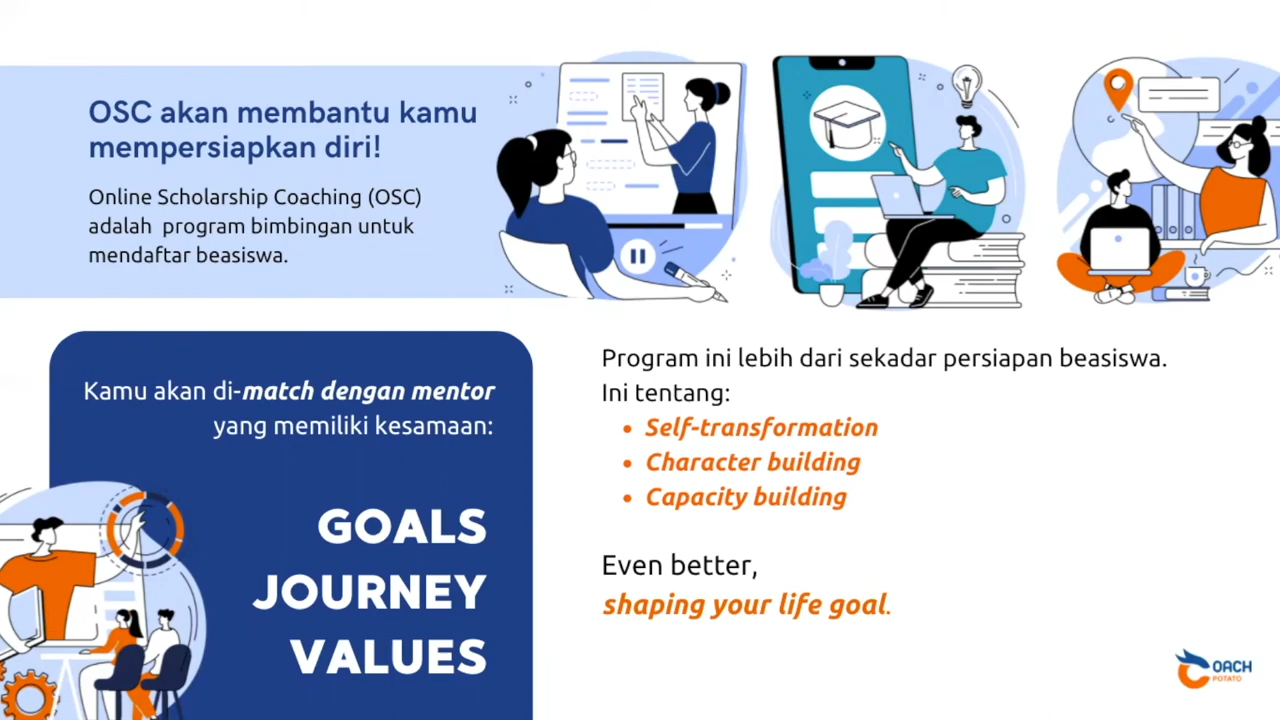 OSC akan membantu kamu
mempersiapkan diri!
Online Scholarship Coaching (OSC)
adalah program bimbingan untuk
mendaftar beasiswa.
Kamu akan di-match dengan mentor
yang memiliki kesamaan:
GOALS
JOURNEY
VALUES
Program ini lebih dari sekadar persiapan beasiswa.
Ini tentang:
• Self-transformation
• Character building
• Capacity building
Even better,
shaping your life goal.
COACH
POTATO